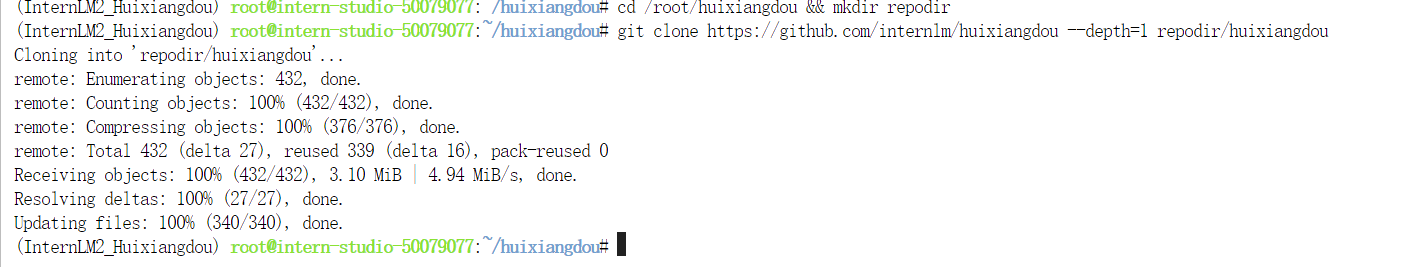 (InternLM2_Huixiangdou) root@intern-studio-50079077: /huixiangdou# cd /root/huixiangdou && mkdir repodir
(InternLM2_Huixiangdou) root@intern-studio-50079077:~/huixiangdou# git clone https://github.com/internlm/huixiangdou --depth=1 repodir/huixiangdou
Cloning into 'repodir/huixiangdou'...
remote: Enumerating objects: 432, done.
remote: Counting objects: 100% (432/432), done.
remote: Compressing objects: 100% (376/376), done.
remote: Total 432 (delta 27), reused 339 (delta 16), pack-reused 0
Receiving objects: 100% (432/432), 3.10 MiB | 4.94 MiB/s, done.
Resolving deltas: 100% (27/27), done.
Updating files: 100% (340/340), done.
(InternLM2_Huixiangdou) root@intern-studio-50079077:~/huixiangdou#